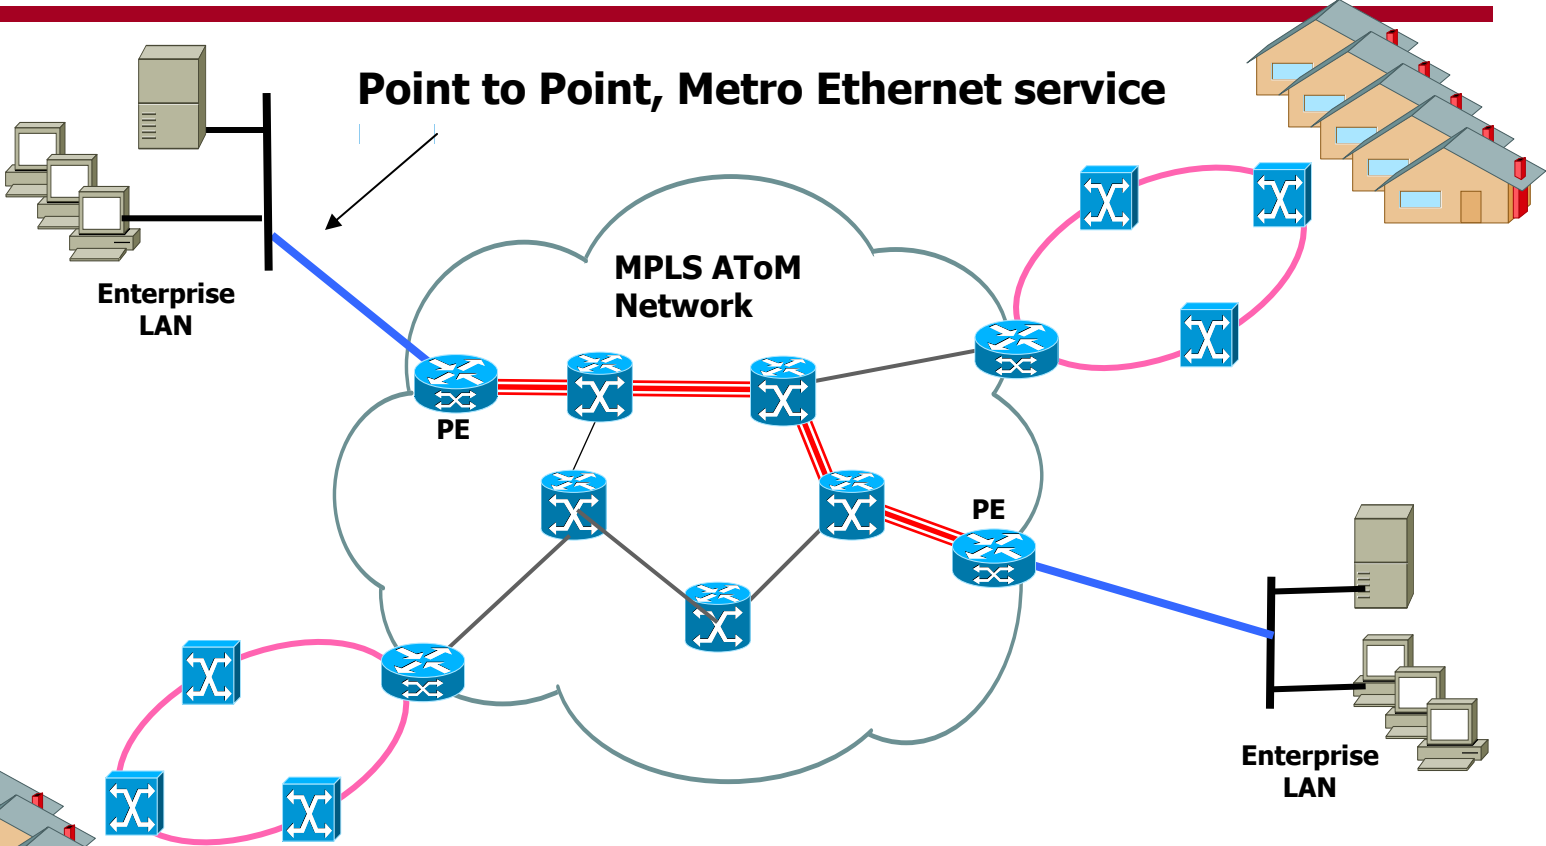 Point to Point, Metro Ethernet service
MPLS AToM
Network
Enterprise
LAN
PE
PE
Enterprise
LAN